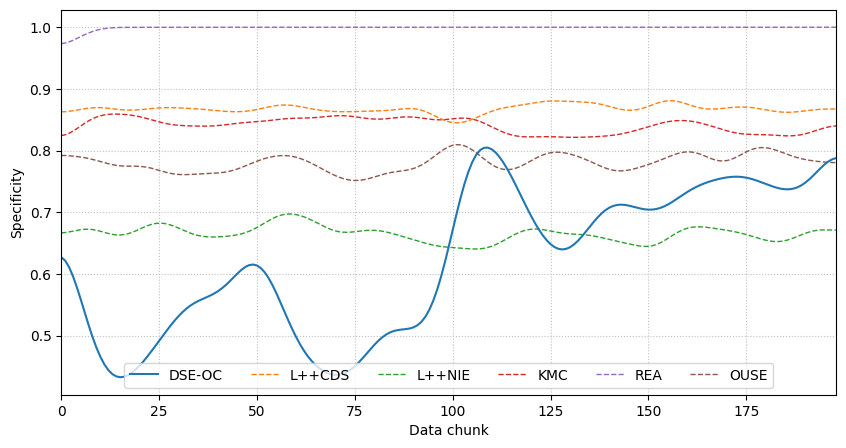 1.0
0.9
0.8
0.7
0.6
0.5
Specificity
0 25 50 75 100 125 150 175
Data chunk
DSE-OC L++CDS L++NIE KMC REA OUSE